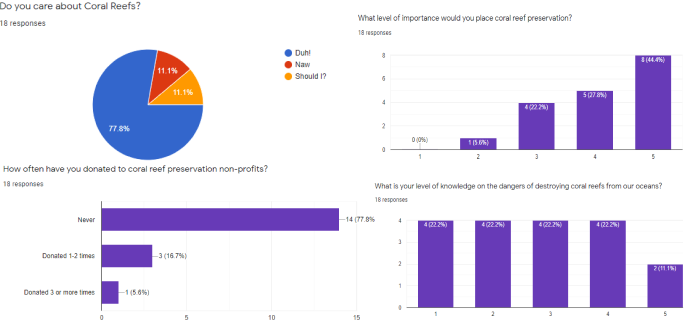 Do you care about Coral Reefs?
18 responses
Duh!
Naw
Should I?
11.1%
11.1%
77.8%
What level of importance would you place coral reef preservation?
18 responses
8
6
4
2
0
0 (0%)
1 (5.6%)
4 (22.2%)
5 (27.8%)
8 (44.4%)
1 2 3 4 5
How often have you donated to coral reef preservation non-profits?
18 responses
Never
14 (77.8%
Donated 1-2 times
3 (16.7%)
Donated 3 or more times
1 (5.6%)
0 5 10 15
What is your level of knowledge on the dangers of destroying coral reefs from our oceans?
18 responses
4
3
2
1
0
4 (22.2%) 4 (22.2%) 4 (22.2%) 4 (22.2%)
2 (11.1%)
1 2 3 4 5